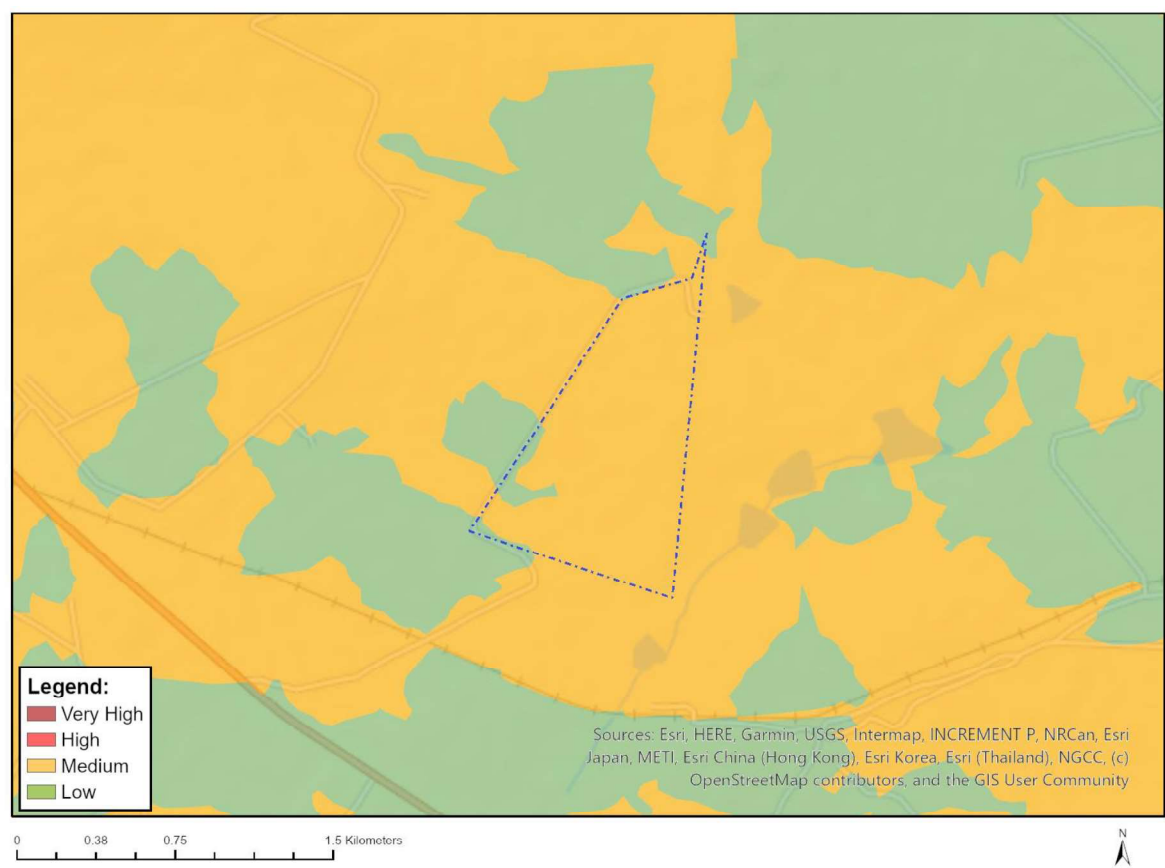 Legend:
Very High
High
Medium
Low
Sources: Esri, HERE, Garmin, USGS, Intermap, INCREMENT P, NRCan, Esri
Japan, METI, Esri China (Hong Kong), Esri Korea, Esri (Thailand), NGCC, (c)
OpenStreetMap contributors, and the GIS User Community
0 0.38 0.75 1.5 Kilometers
N